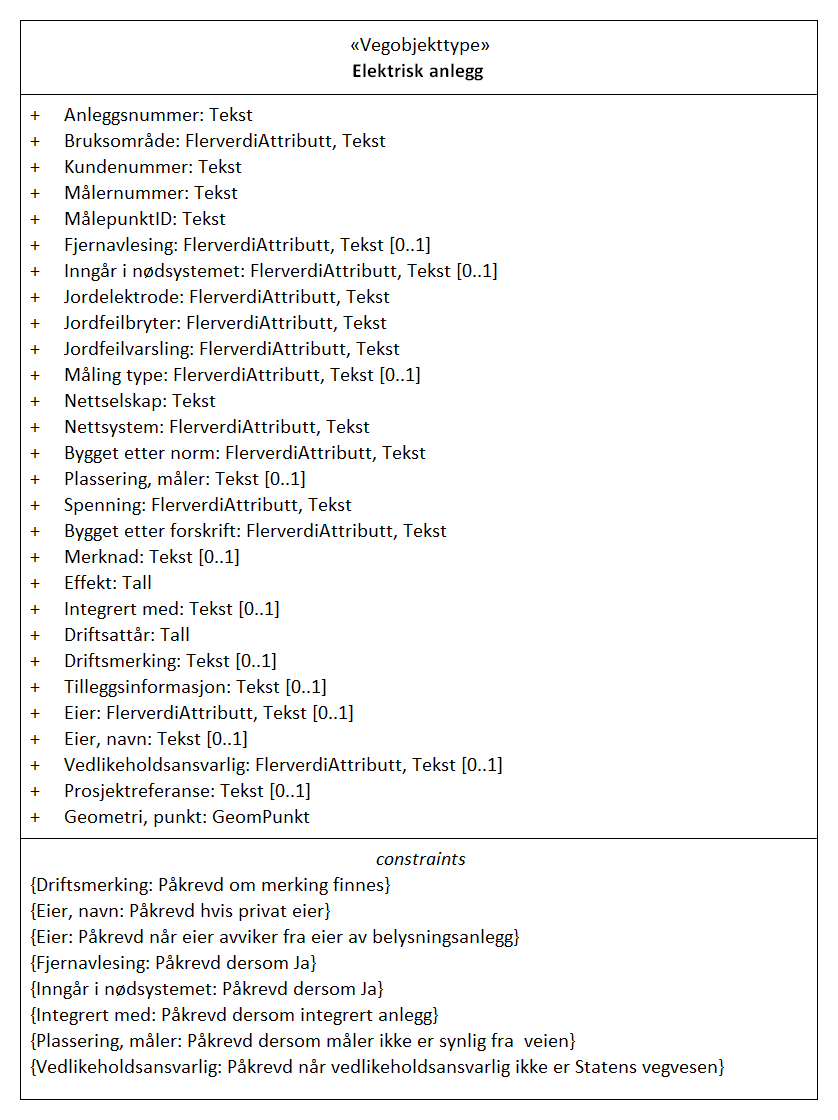 «Vegobjekttype»
Elektrisk anlegg
+ Anleggsnummer: Tekst
+ Bruksområde: FlerverdiAttributt, Tekst
+ Kundenummer: Tekst
+ Målernummer: Tekst
+ MålepunktID: Tekst
+ Fjernavlesing: FlerverdiAttributt, Tekst [0..1]
+ Inngår i nødsystemet: FlerverdiAttributt, Tekst [0..1]
+ Jordelektrode: FlerverdiAttributt, Tekst
+ Jordfeilbryter: FlerverdiAttributt, Tekst
+ Jordfeilvarsling: FlerverdiAttributt, Tekst
+ Måling type: FlerverdiAttributt, Tekst [0..1]
+ Nettselskap: Tekst
+ Nettsystem: FlerverdiAttributt, Tekst
+ Bygget etter norm: FlerverdiAttributt, Tekst
+ Plassering, måler: Tekst [0..1]
+ Spenning: FlerverdiAttributt, Tekst
+ Bygget etter forskrift: FlerverdiAttributt, Tekst
+ Merknad: Tekst [0..1]
+ Effekt: Tall
+ Integrert med: Tekst [0..1]
+ Driftsattår: Tall
+ Driftsmerking: Tekst [0..1]
+ Tilleggsinformasjon: Tekst [0..1]
+ Eier: FlerverdiAttributt, Tekst [0..1]
+ Eier, navn: Tekst [0..1]
+ Vedlikeholdsansvarlig: FlerverdiAttributt, Tekst [0..1]
+ Prosjektreferanse: Tekst [0..1]
+ Geometri, punkt: GeomPunkt
constraints
{Driftsmerking: Påkrevd om merking finnes}
{Eier, navn: Påkrevd hvis privat eier}
{Eier: Påkrevd når eier avviker fra eier av belysningsanlegg}
{Fjernavlesing: Påkrevd dersom Ja}
{Inngår i nødsystemet: Påkrevd dersom Ja}
{Integrert med: Påkrevd dersom integrert anlegg}
{Plassering, måler: Påkrevd dersom måler ikke er synlig fra  veien}
{Vedlikeholdsansvarlig: Påkrevd når vedlikeholdsansvarlig ikke er Statens vegvesen}